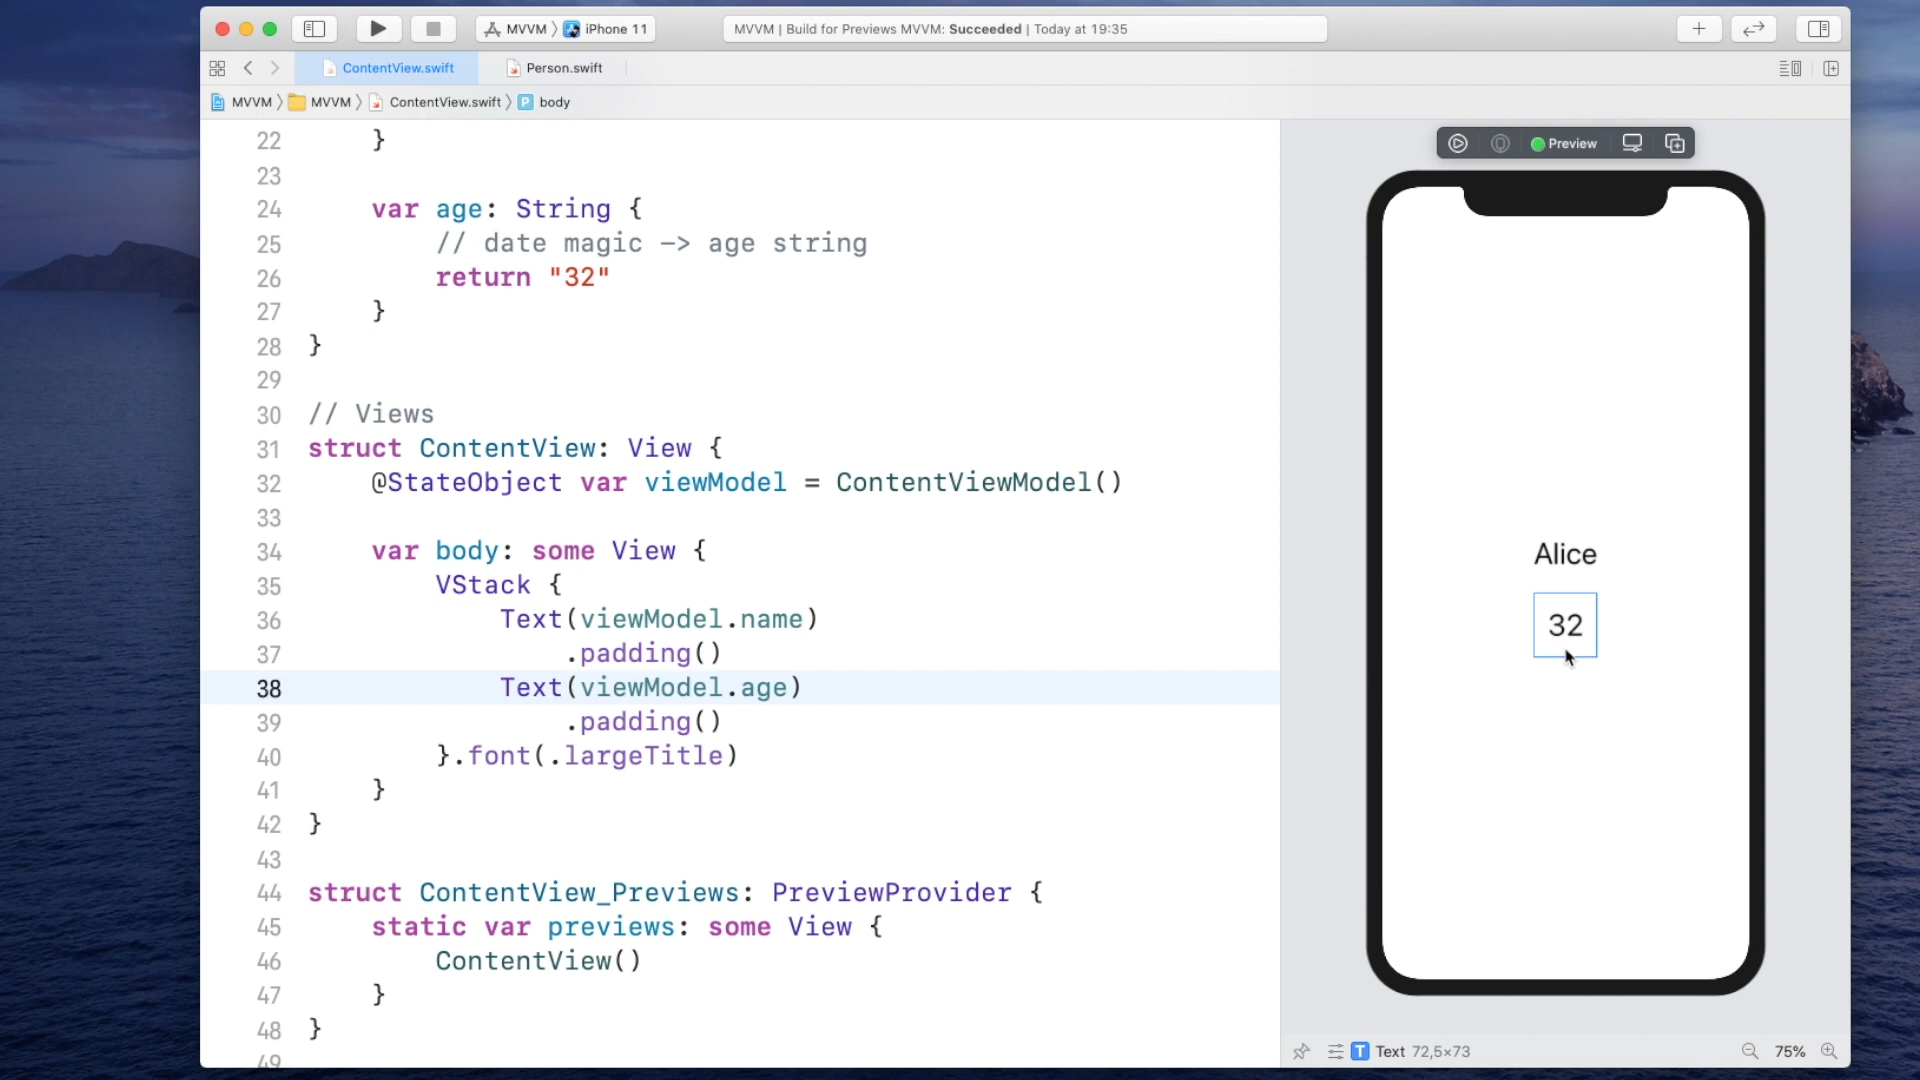 MVVM 〉 iPhone 11
MVVM | Build for Previews MVVM: Succeeded | Today at 19:35
ContentView.swift
Person.swift
MVVM 〉 MVVM 〉 ContentView.swift 〉 P body
22 }
23
24 var age: String {
25 // date magic -> age string
26 return "32"
27 }
28 }
29
30 // Views
31 struct ContentView: View {
32 @StateObject var viewModel = ContentViewModel()
33
34 var body: some View {
35 VStack {
36 Text(viewModel.name)
37 .padding()
38 Text(viewModel.age)
39 .padding()
40 }.font(.largeTitle)
41 }
42 }
43
44 struct ContentView_Previews: PreviewProvider {
45 static var previews: some View {
46 ContentView()
47 }
48 }
49
Preview
Alice
32
T Text 72,5×73
75%